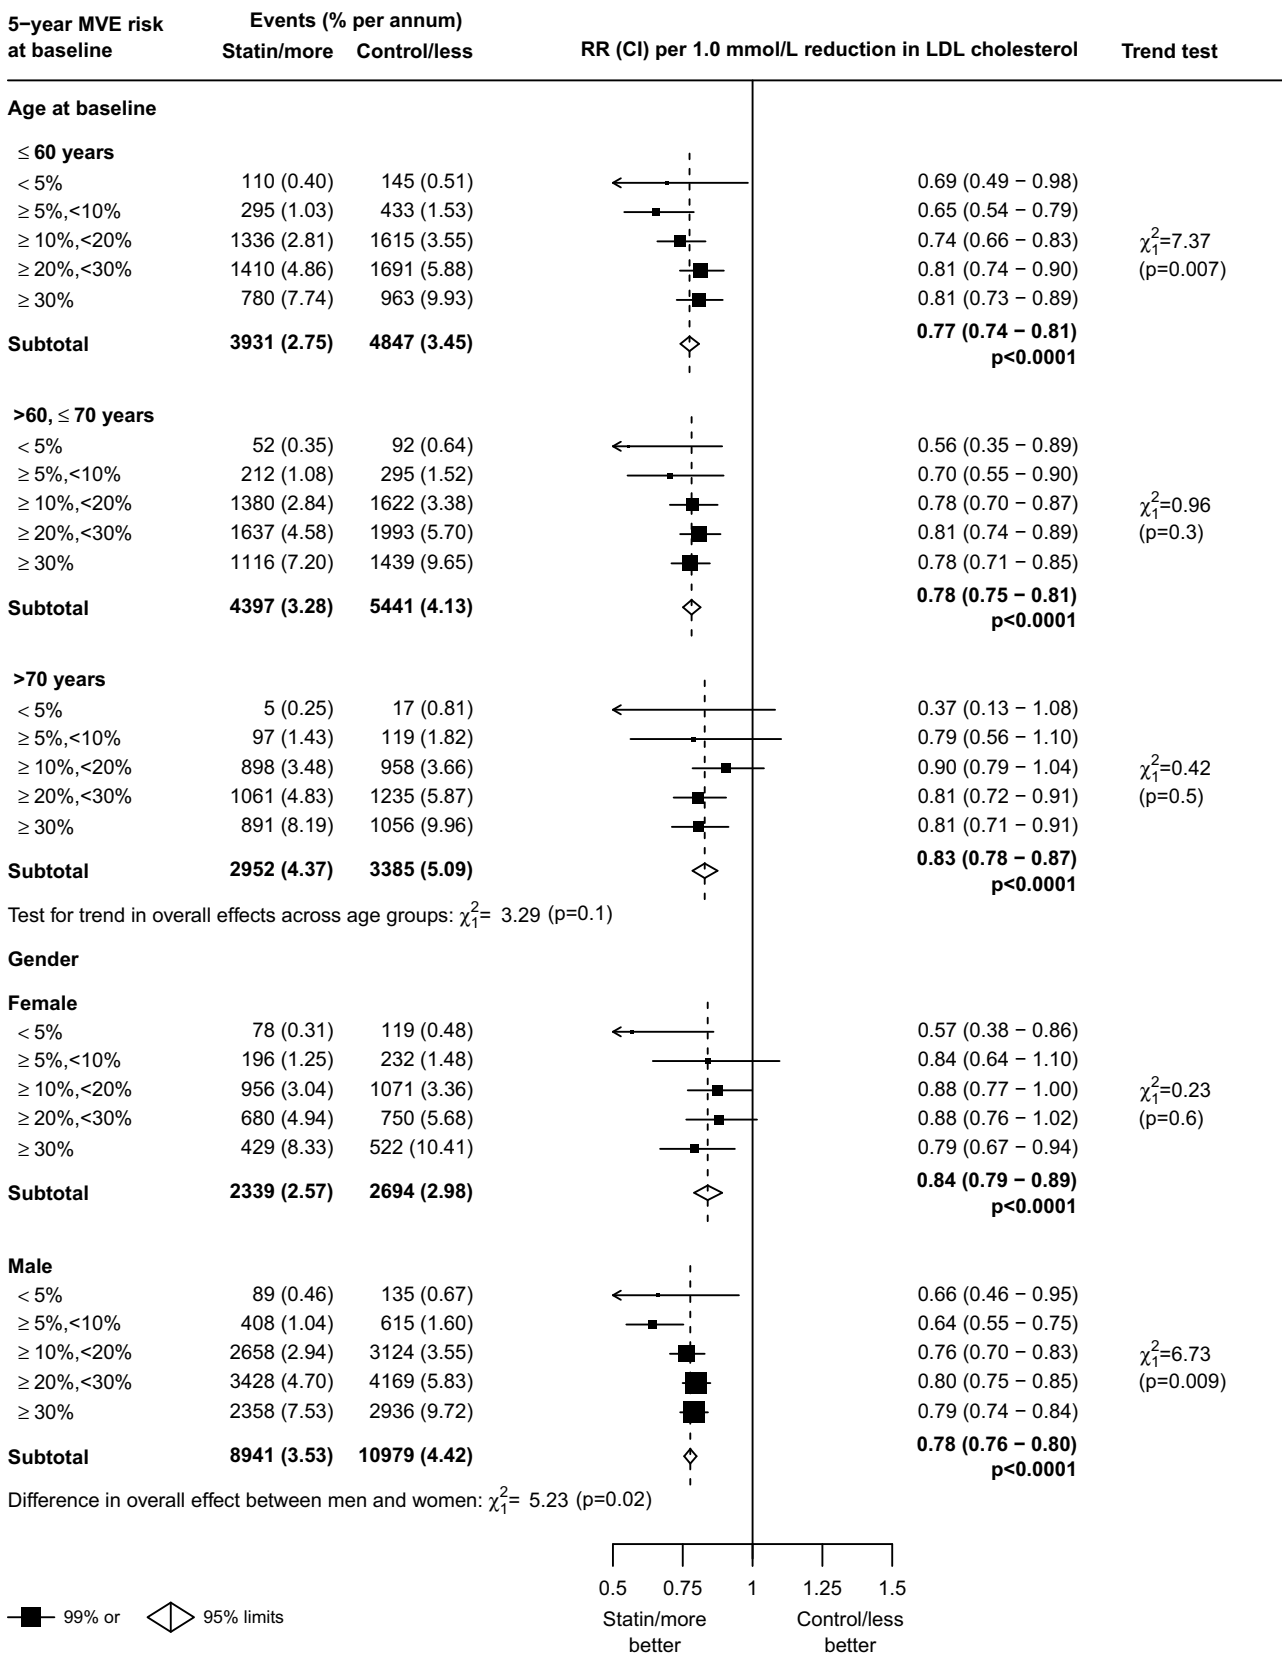 5−year MVE risk at baseline Events (% per annum)
Statin/more Control/less RR (CI) per 1.0 mmol/L reduction in LDL cholesterol Trend test
Age at baseline
≤ 60 years
< 5% 110 (0.40) 145 (0.51) 0.69 (0.49 − 0.98)
≥ 5%,<10% 295 (1.03) 433 (1.53) 0.65 (0.54 − 0.79)
≥ 10%,<20% 1336 (2.81) 1615 (3.55) 0.74 (0.66 − 0.83) χ²₁=7.37
≥ 20%,<30% 1410 (4.86) 1691 (5.88) 0.81 (0.74 − 0.90) (p=0.007)
≥ 30% 780 (7.74) 963 (9.93) 0.81 (0.73 − 0.89)
Subtotal 3931 (2.75) 4847 (3.45) 0.77 (0.74 − 0.81)
p<0.0001
>60, ≤ 70 years
< 5% 52 (0.35) 92 (0.64) 0.56 (0.35 − 0.89)
≥ 5%,<10% 212 (1.08) 295 (1.52) 0.70 (0.55 − 0.90)
≥ 10%,<20% 1380 (2.84) 1622 (3.38) 0.78 (0.70 − 0.87) χ²₁=0.96
≥ 20%,<30% 1637 (4.58) 1993 (5.70) 0.81 (0.74 − 0.89) (p=0.3)
≥ 30% 1116 (7.20) 1439 (9.65) 0.78 (0.71 − 0.85)
Subtotal 4397 (3.28) 5441 (4.13) 0.78 (0.75 − 0.81)
p<0.0001
>70 years
< 5% 5 (0.25) 17 (0.81) 0.37 (0.13 − 1.08)
≥ 5%,<10% 97 (1.43) 119 (1.82) 0.79 (0.56 − 1.10)
≥ 10%,<20% 898 (3.48) 958 (3.66) 0.90 (0.79 − 1.04) χ²₁=0.42
≥ 20%,<30% 1061 (4.83) 1235 (5.87) 0.81 (0.72 − 0.91) (p=0.5)
≥ 30% 891 (8.19) 1056 (9.96) 0.81 (0.71 − 0.91)
Subtotal 2952 (4.37) 3385 (5.09) 0.83 (0.78 − 0.87)
p<0.0001
Test for trend in overall effects across age groups: χ²₁= 3.29 (p=0.1)
Gender
Female
< 5% 78 (0.31) 119 (0.48) 0.57 (0.38 − 0.86)
≥ 5%,<10% 196 (1.25) 232 (1.48) 0.84 (0.64 − 1.10)
≥ 10%,<20% 956 (3.04) 1071 (3.36) 0.88 (0.77 − 1.00) χ²₁=0.23
≥ 20%,<30% 680 (4.94) 750 (5.68) 0.88 (0.76 − 1.02) (p=0.6)
≥ 30% 429 (8.33) 522 (10.41) 0.79 (0.67 − 0.94)
Subtotal 2339 (2.57) 2694 (2.98) 0.84 (0.79 − 0.89)
p<0.0001
Male
< 5% 89 (0.46) 135 (0.67) 0.66 (0.46 − 0.95)
≥ 5%,<10% 408 (1.04) 615 (1.60) 0.64 (0.55 − 0.75)
≥ 10%,<20% 2658 (2.94) 3124 (3.55) 0.76 (0.70 − 0.83) χ²₁=6.73
≥ 20%,<30% 3428 (4.70) 4169 (5.83) 0.80 (0.75 − 0.85) (p=0.009)
≥ 30% 2358 (7.53) 2936 (9.72) 0.79 (0.74 − 0.84)
Subtotal 8941 (3.53) 10979 (4.42) 0.78 (0.76 − 0.80)
p<0.0001
Difference in overall effect between men and women: χ²₁= 5.23 (p=0.02)
0.5 0.75 1 1.25 1.5
99% or 95% limits
Statin/more better
Control/less better